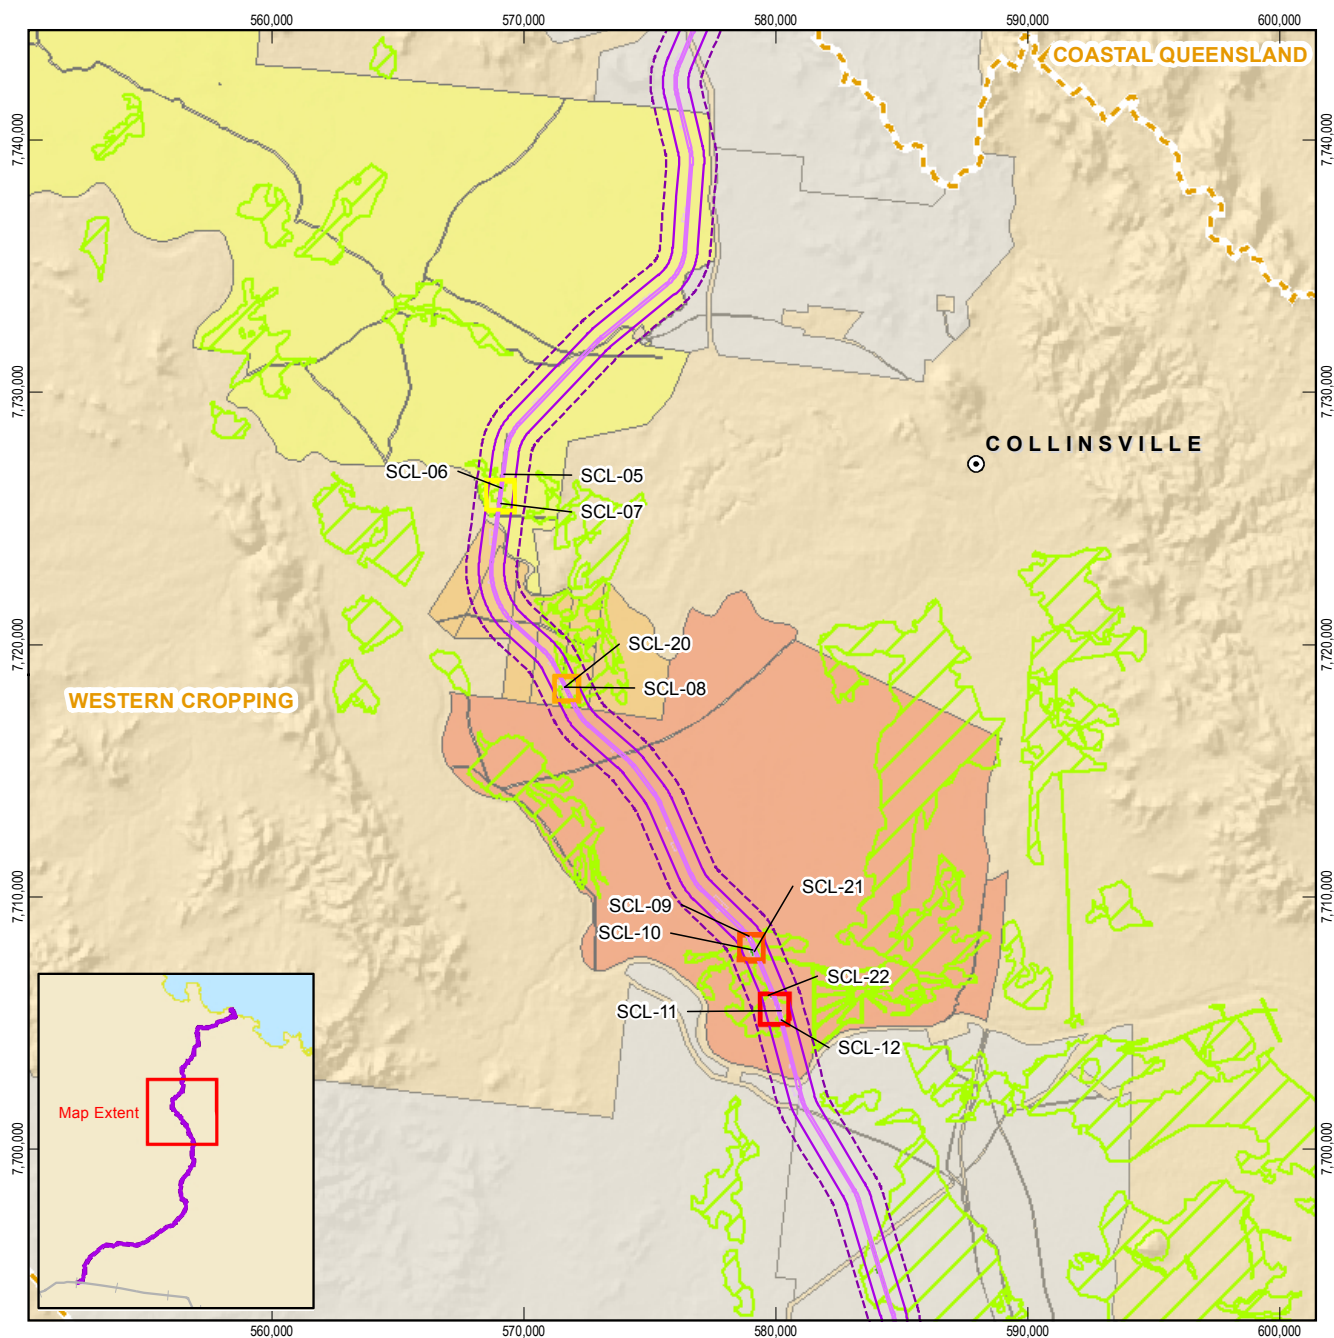 560,000
570,000
580,000
590,000
600,000
COASTAL QUEENSLAND
7,740,000
7,740,000
7,730,000
7,730,000
COLLINSVILLE
SCL-06
SCL-05
SCL-07
7,720,000
7,720,000
SCL-20
SCL-08
WESTERN CROPPING
SCL-21
SCL-09
SCL-10
7,710,000
7,710,000
SCL-22
SCL-11
SCL-12
Map Extent
7,700,000
7,700,000
560,000
570,000
580,000
590,000
600,000